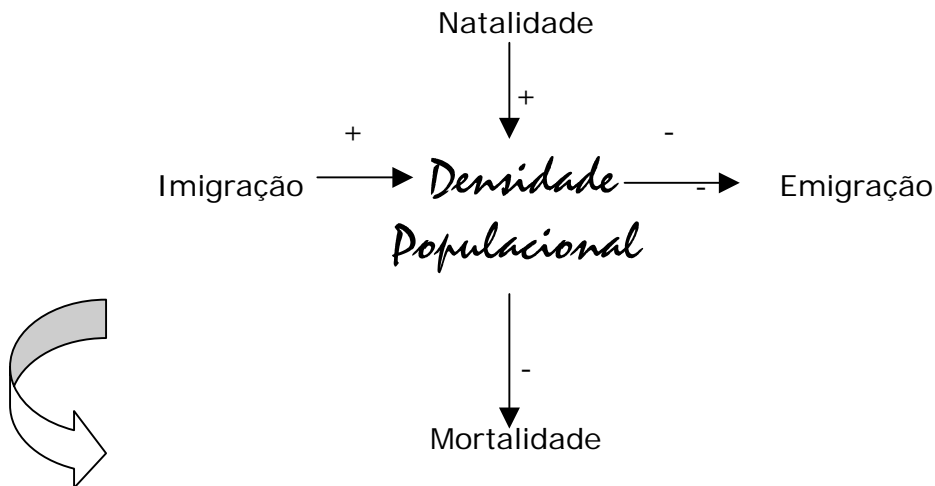 Natalidade
+
+ -
Imigração Densidade - Emigração
Populacional
-
Mortalidade